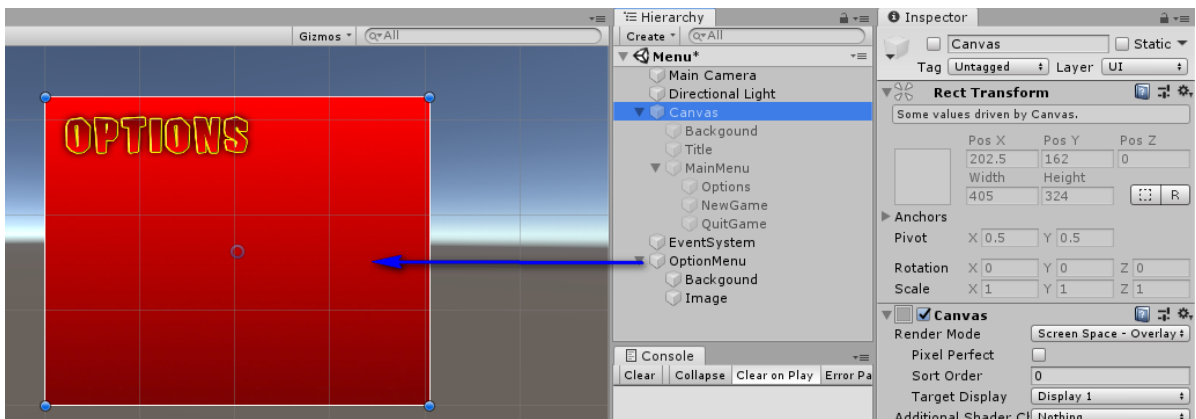 Gizmos
All
OPTIONS
Hierarchy
Create
All
Menu*
Main Camera
Directional Light
Canvas
Backgound
Title
MainMenu
Options
NewGame
QuitGame
EventSystem
OptionMenu
Backgound
Image
Console
Clear Collapse Clear on Play Error Pa
Inspector
Canvas Static
Tag Untagged Layer UI
Rect Transform
Some values driven by Canvas.
Pos X Pos Y Pos Z
202.5 162 0
Width Height
405 324 R
Anchors
Pivot X 0.5 Y 0.5
Rotation X 0 Y 0 Z 0
Scale X 1 Y 1 Z 1
Canvas
Render Mode Screen Space - Overlay
Pixel Perfect
Sort Order 0
Target Display Display 1
Additional Shader Cl Nothing